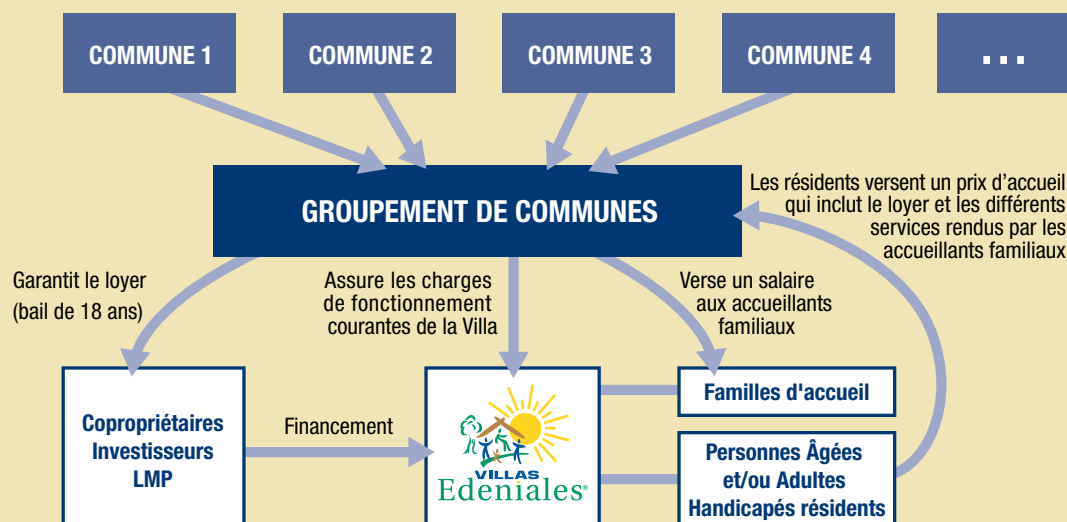 COMMUNE 1
COMMUNE 2
COMMUNE 3
COMMUNE 4
...
GROUPEMENT DE COMMUNES
Les résidents versent un prix d'accueil
qui inclut le loyer et les différents
services rendus par les
accueillants familiaux
Garantit le loyer
(bail de 18 ans)
Assure les charges
de fonctionnement
courantes de la Villa
Verse un salaire
aux accueillants
familiaux
Copropriétaires
Investisseurs
LMP
Financement
VILLAS
Edeniales®
Familles d'accueil
Personnes Âgées
et/ou Adultes
Handicapés résidents